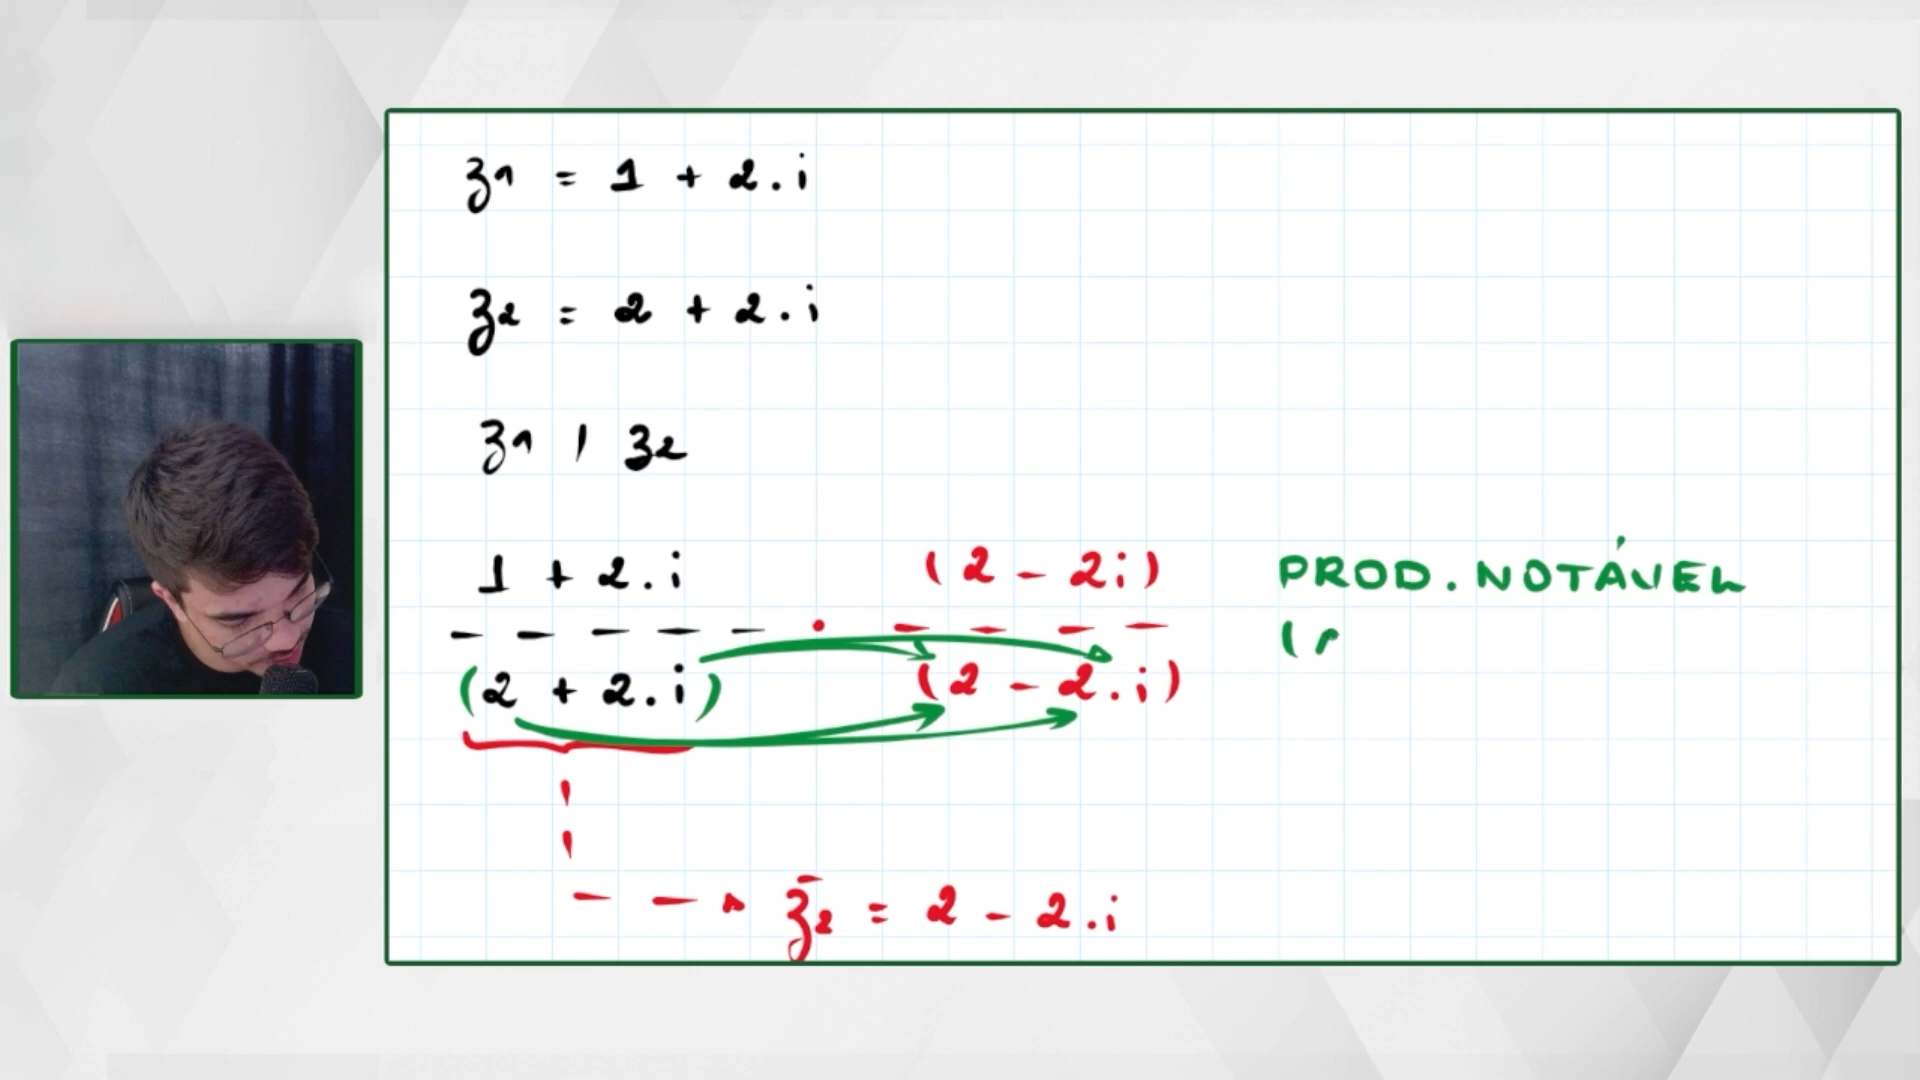 z1 = 1 + 2.i
z2 = 2 + 2.i
z1 / z2
1 + 2.i (2 - 2i) PROD. NOTÁVEL
_ _ _ _ _ . _ _ _ _ (
(2 + 2.i) (2 - 2.i)
z̄2 = 2 - 2.i